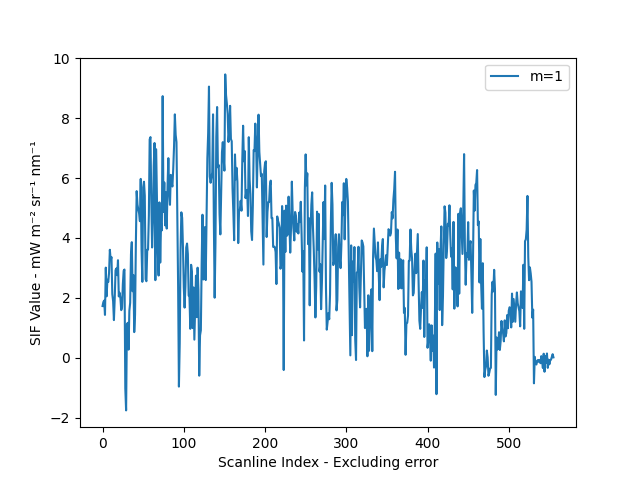 10
8
6
4
2
0
−2
SIF Value - mW m⁻² sr⁻¹ nm⁻¹
m=1
0 100 200 300 400 500
Scanline Index - Excluding error